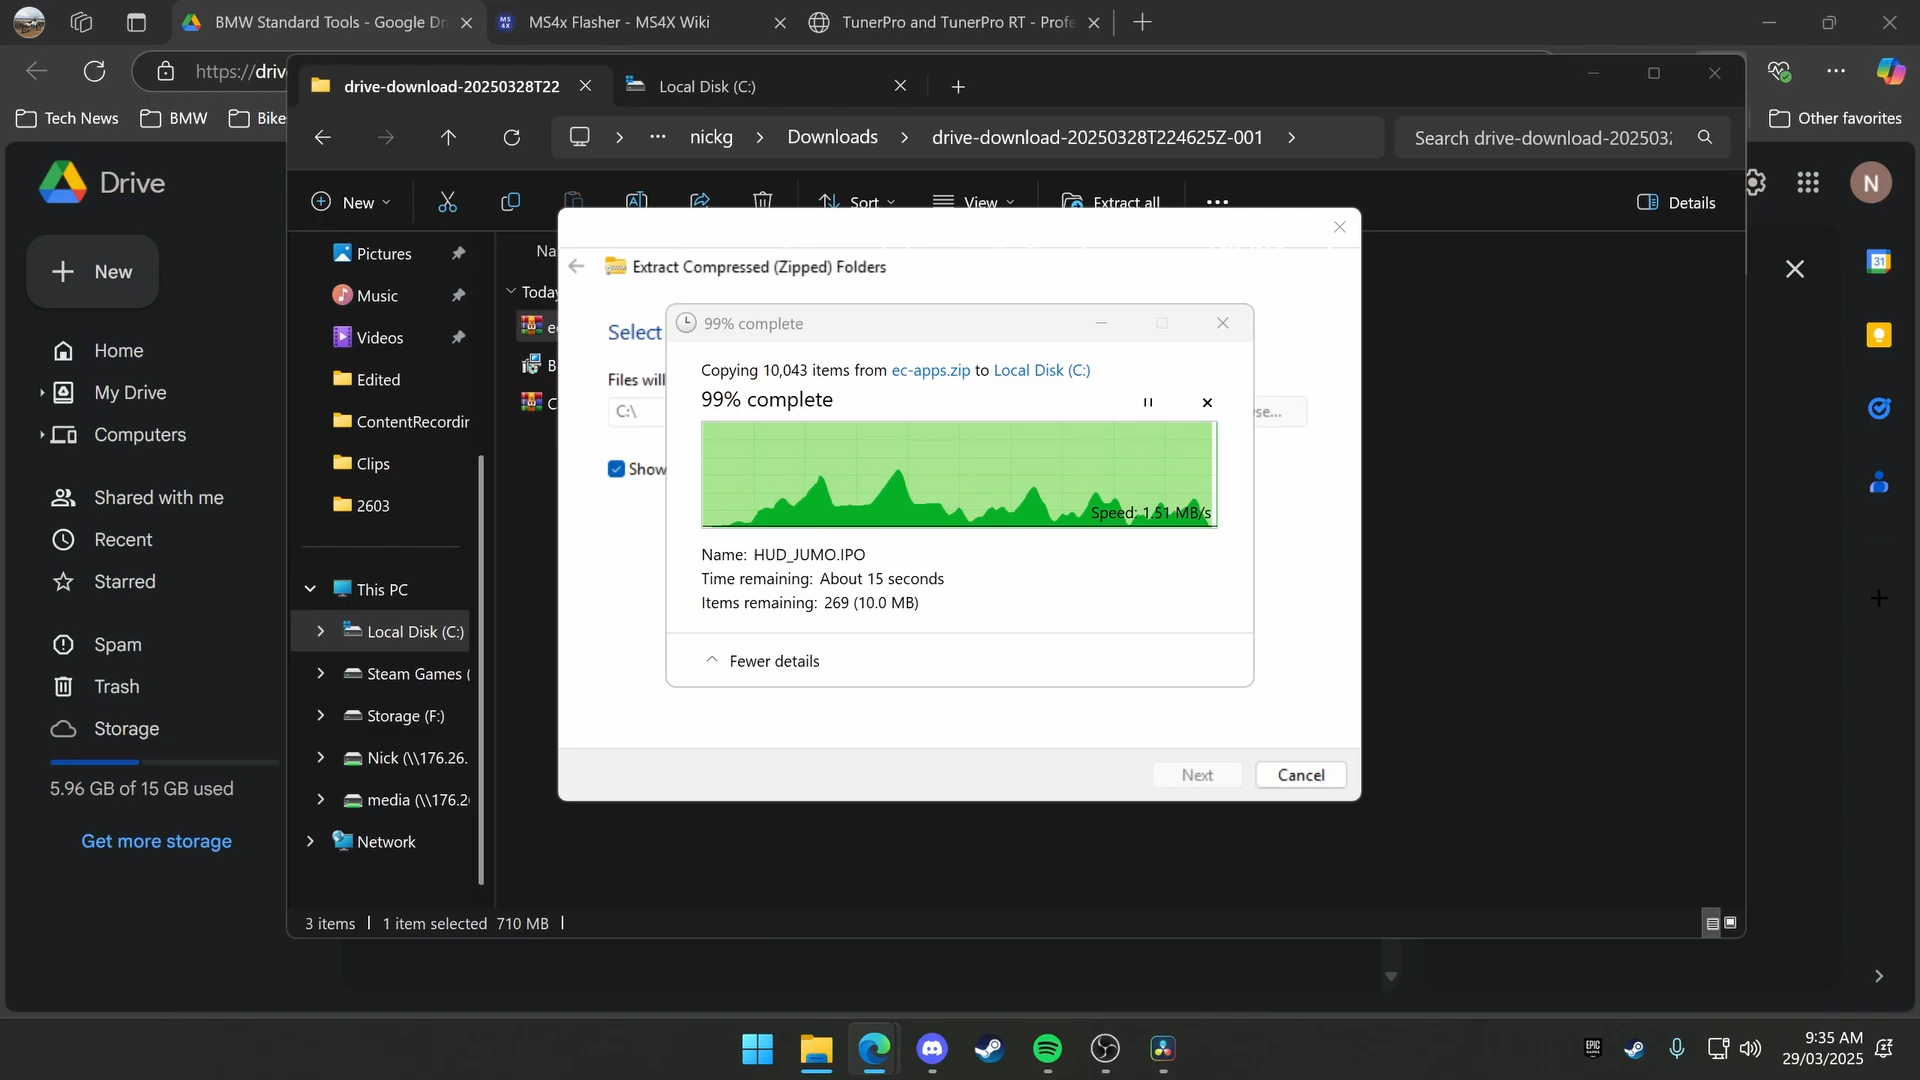 BMW Standard Tools - Google Dr
MS4x Flasher - MS4X Wiki
TunerPro and TunerPro RT - Profe
https://driv
drive-download-20250328T22
Local Disk (C:)
Tech News
BMW
Bike
Other favorites
nickg
Downloads
drive-download-20250328T224625Z-001
Search drive-download-202503
Drive
New
Sort
View
Extract all
Details
N
31
New
Home
My Drive
Computers
Shared with me
Recent
Starred
Spam
Trash
Storage
5.96 GB of 15 GB used
Get more storage
Pictures
Music
Videos
Edited
ContentRecordir
Clips
2603
This PC
Local Disk (C:)
Steam Games (
Storage (F:)
Nick (\\176.26.
media (\\176.2
Network
Na
Today
e
B
C
Extract Compressed (Zipped) Folders
Select
Files will
C:\
se...
Show
99% complete
Copying 10,043 items from ec-apps.zip to Local Disk (C:)
99% complete
Speed: 1.51 MB/s
Name: HUD_JUMO.IPO
Time remaining: About 15 seconds
Items remaining: 269 (10.0 MB)
Fewer details
Next
Cancel
3 items
1 item selected 710 MB
EPIC
9:35 AM
29/03/2025